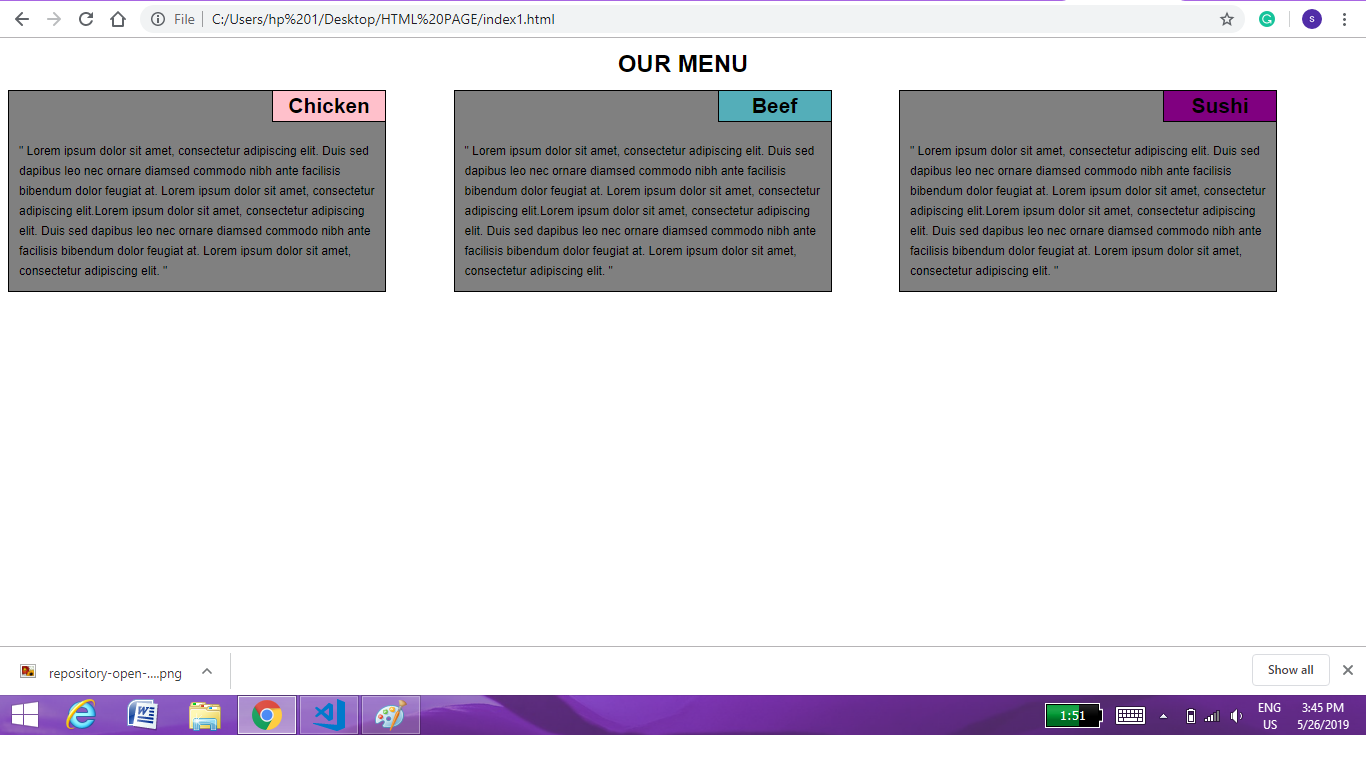 File
C:/Users/hp%201/Desktop/HTML%20PAGE/index1.html
S
OUR MENU
Chicken
" Lorem ipsum dolor sit amet, consectetur adipiscing elit. Duis sed
dapibus leo nec ornare diamsed commodo nibh ante facilisis
bibendum dolor feugiat at. Lorem ipsum dolor sit amet, consectetur
adipiscing elit.Lorem ipsum dolor sit amet, consectetur adipiscing
elit. Duis sed dapibus leo nec ornare diamsed commodo nibh ante
facilisis bibendum dolor feugiat at. Lorem ipsum dolor sit amet,
consectetur adipiscing elit. "
Beef
" Lorem ipsum dolor sit amet, consectetur adipiscing elit. Duis sed
dapibus leo nec ornare diamsed commodo nibh ante facilisis
bibendum dolor feugiat at. Lorem ipsum dolor sit amet, consectetur
adipiscing elit.Lorem ipsum dolor sit amet, consectetur adipiscing
elit. Duis sed dapibus leo nec ornare diamsed commodo nibh ante
facilisis bibendum dolor feugiat at. Lorem ipsum dolor sit amet,
consectetur adipiscing elit. "
Sushi
" Lorem ipsum dolor sit amet, consectetur adipiscing elit. Duis sed
dapibus leo nec ornare diamsed commodo nibh ante facilisis
bibendum dolor feugiat at. Lorem ipsum dolor sit amet, consectetur
adipiscing elit.Lorem ipsum dolor sit amet, consectetur adipiscing
elit. Duis sed dapibus leo nec ornare diamsed commodo nibh ante
facilisis bibendum dolor feugiat at. Lorem ipsum dolor sit amet,
consectetur adipiscing elit. "
repository-open-....png
Show all
1:51
ENG
US
3:45 PM
5/26/2019